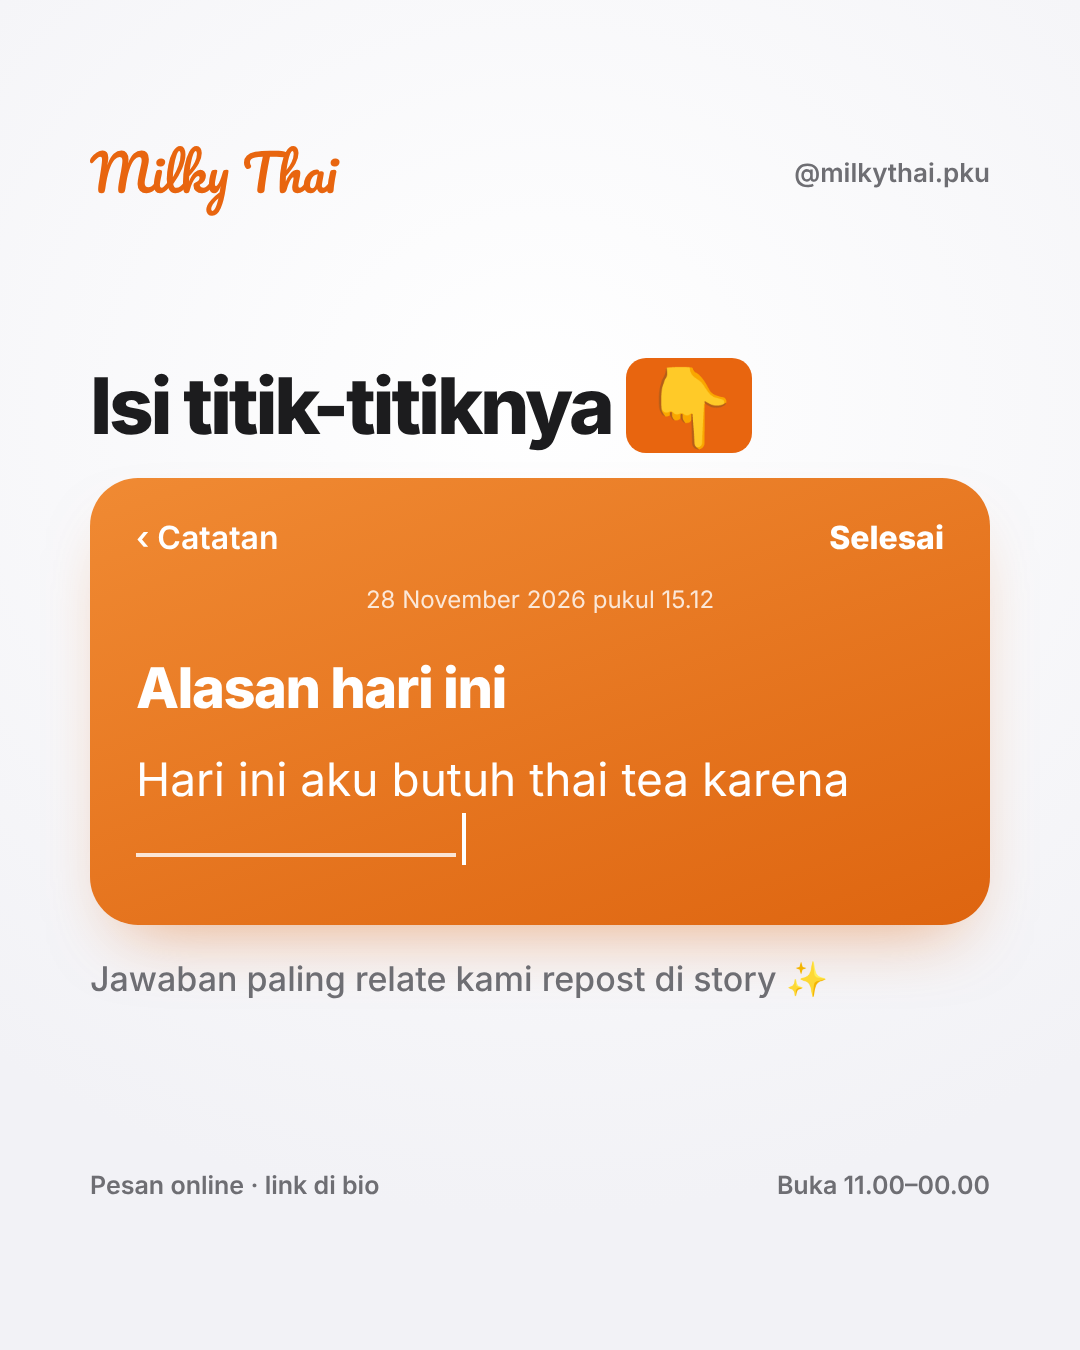 Milky Thai
@milkythai.pku
Isi titik-titiknya 👇
‹ Catatan
Selesai
28 November 2026 pukul 15.12
Alasan hari ini
Hari ini aku butuh thai tea karena
________________
Jawaban paling relate kami repost di story ✨
Pesan online · link di bio
Buka 11.00–00.00